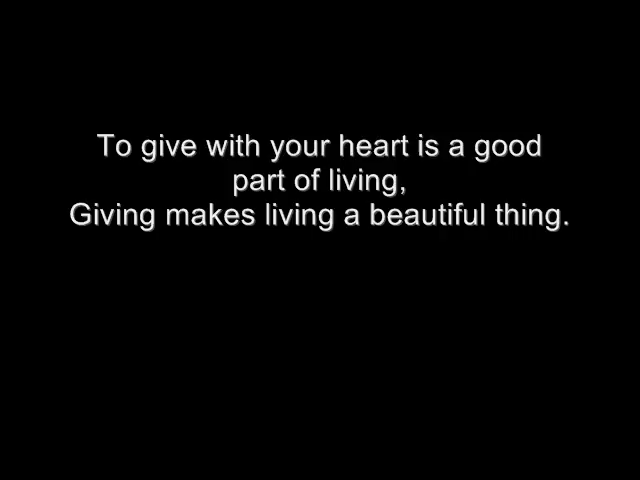 To give with your heart is a good
part of living,
Giving makes living a beautiful thing.